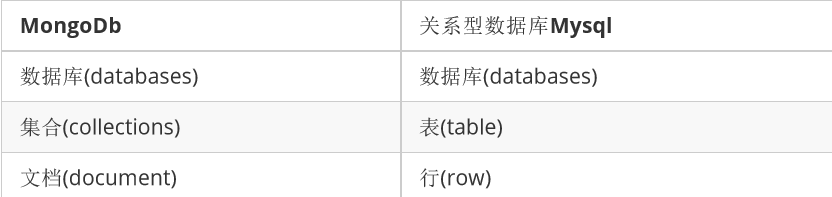 MongoDb 关系型数据库Mysql
数据库(databases) 数据库(databases)
集合(collections) 表(table)
文档(document) 行(row)